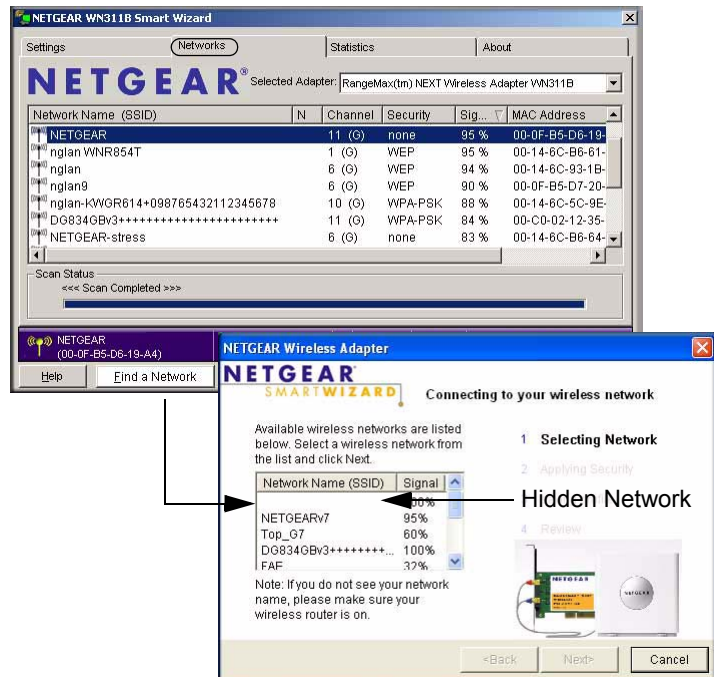 NETGEAR WN311B Smart Wizard
Settings Networks Statistics About
NETGEAR® Selected Adapter: RangeMax(tm) NEXT Wireless Adapter WN311B
Network Name (SSID) N Channel Security Sig... MAC Address
NETGEAR 11 (G) none 95 % 00-0F-B5-D6-19-
nglan WNR854T 1 (G) WEP 95 % 00-14-6C-B6-61-
nglan 6 (G) WEP 94 % 00-14-6C-93-1B-
nglan9 6 (G) WEP 90 % 00-0F-B5-D7-20-
nglan-KWGR614+098765432112345678 10 (G) WPA-PSK 88 % 00-14-6C-5C-9E-
DG834GBv3++++++++++++++++++++++ 11 (G) WPA-PSK 84 % 00-C0-02-12-35-
NETGEAR-stress 6 (G) none 83 % 00-14-6C-B6-64-
Scan Status
<<< Scan Completed >>>
NETGEAR
(00-0F-B5-D6-19-A4)
Help Find a Network
NETGEAR Wireless Adapter
NETGEAR
SMARTWIZARD
Connecting to your wireless network
Available wireless networks are listed
below. Select a wireless network from
the list and click Next.
1 Selecting Network
2 Applying Security
4 Review
Network Name (SSID) Signal
Hidden Network
NETGEARv7 95%
Top_G7 60%
DG834GBv3++++++++... 100%
FAE 32%
Note: If you do not see your network
name, please make sure your
wireless router is on.
NETGEAR
NETGEAR
<Back Next> Cancel